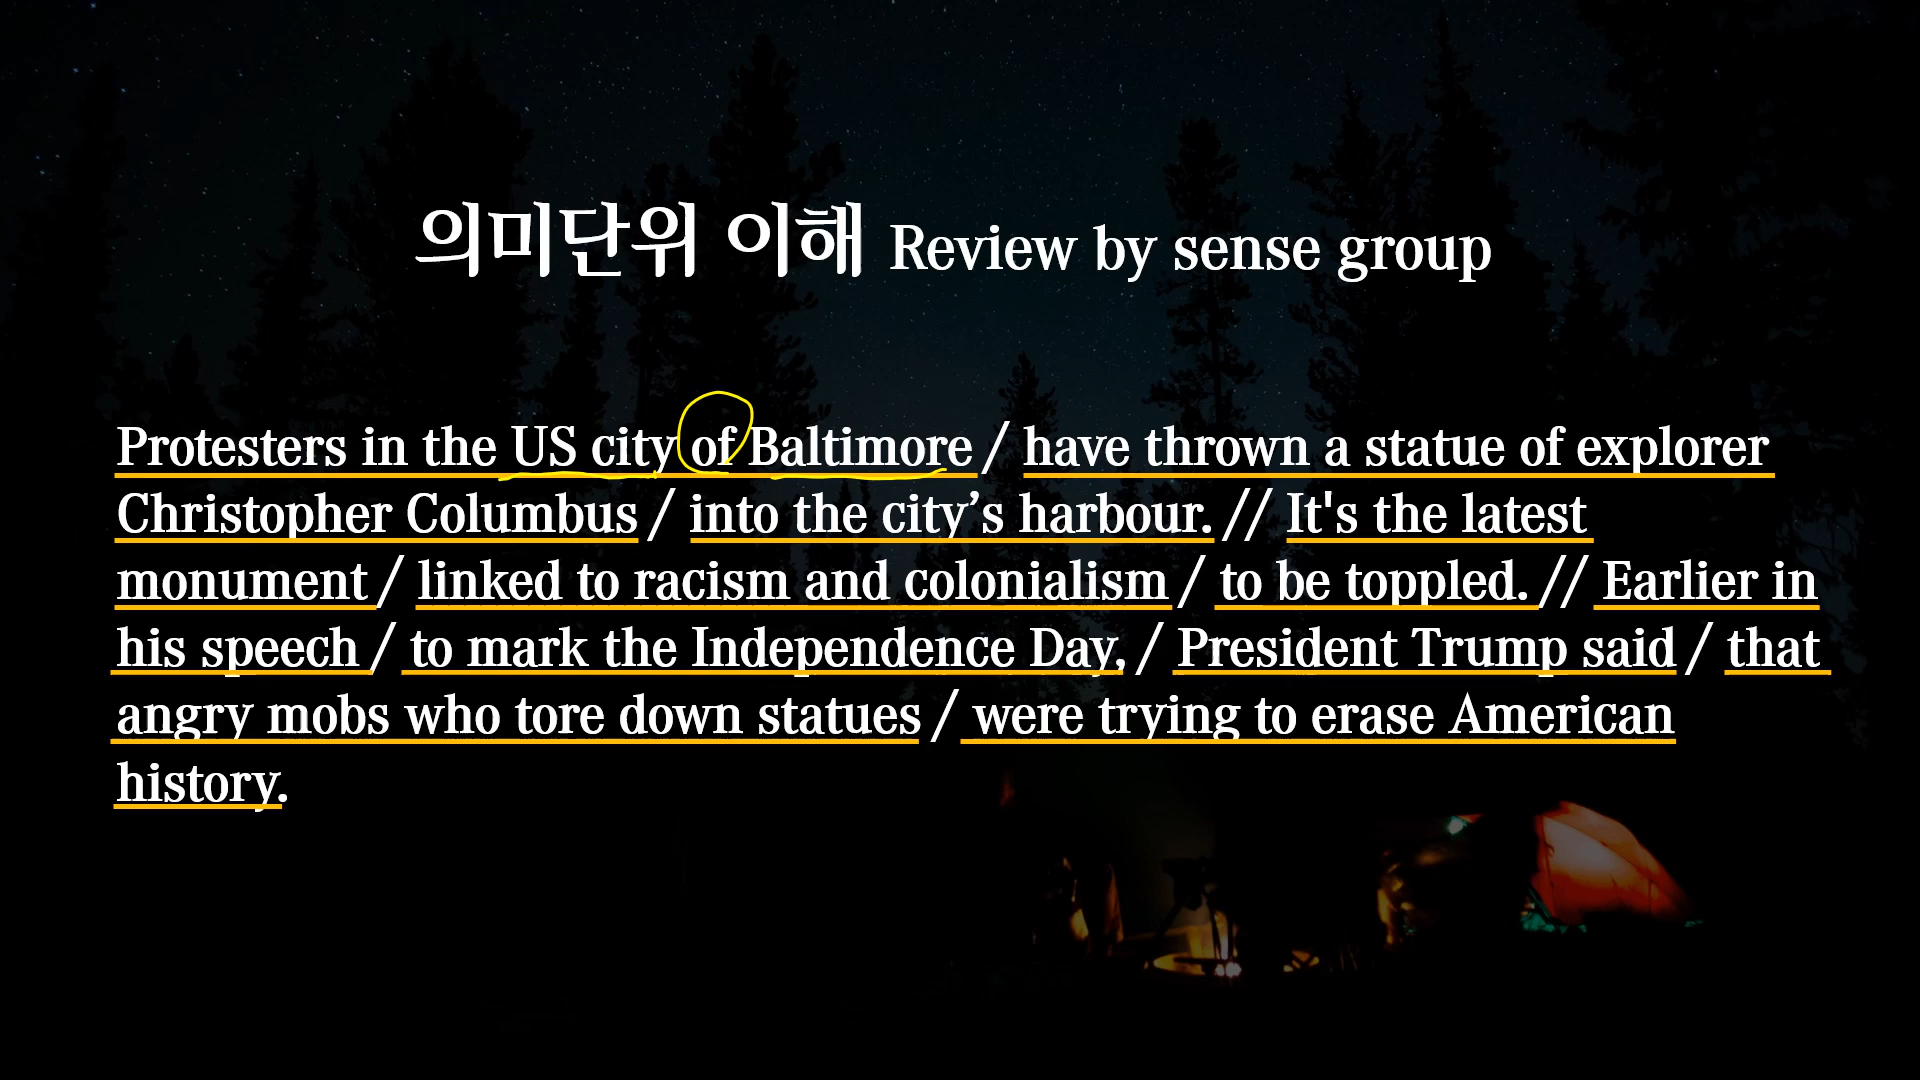 의미단위 이해 Review by sense group
Protesters in the US city of Baltimore / have thrown a statue of explorer
Christopher Columbus / into the city’s harbour. // It's the latest
monument / linked to racism and colonialism / to be toppled. // Earlier in
his speech / to mark the Independence Day, / President Trump said / that
angry mobs who tore down statues / were trying to erase American
history.